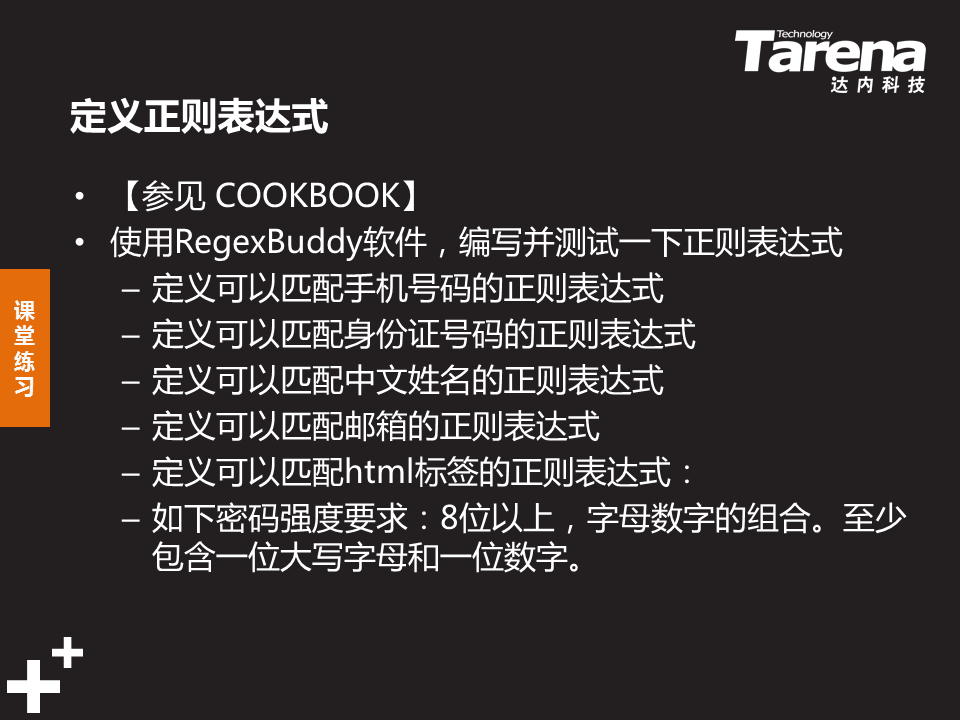 Technology
Tarena
达内科技
定义正则表达式
• 【参见 COOKBOOK】
• 使用RegexBuddy软件，编写并测试一下正则表达式
– 定义可以匹配手机号码的正则表达式
– 定义可以匹配身份证号码的正则表达式
– 定义可以匹配中文姓名的正则表达式
– 定义可以匹配邮箱的正则表达式
– 定义可以匹配html标签的正则表达式：
– 如下密码强度要求：8位以上，字母数字的组合。至少
包含一位大写字母和一位数字。
课
堂
练
习